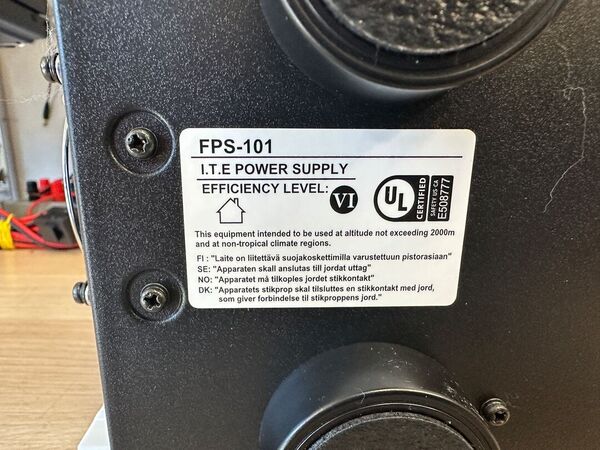 FPS-101
I.T.E POWER SUPPLY
EFFICIENCY LEVEL: VI
UL CERTIFIED SAFETY US CA E508777
This equipment intended to be used at altitude not exceeding 2000m
and at non-tropical climate regions.
FI : "Laite on liitettävä suojakoskettimilla varustettuun pistorasiaan"
SE: "Apparaten skall anslutas till jordat uttag"
NO: "Apparatet må tilkoples jordet stikkontakt"
DK: "Apparatets stikprop skal tilsluttes en stikkontakt med jord,
som giver forbindelse til stikproppens jord."